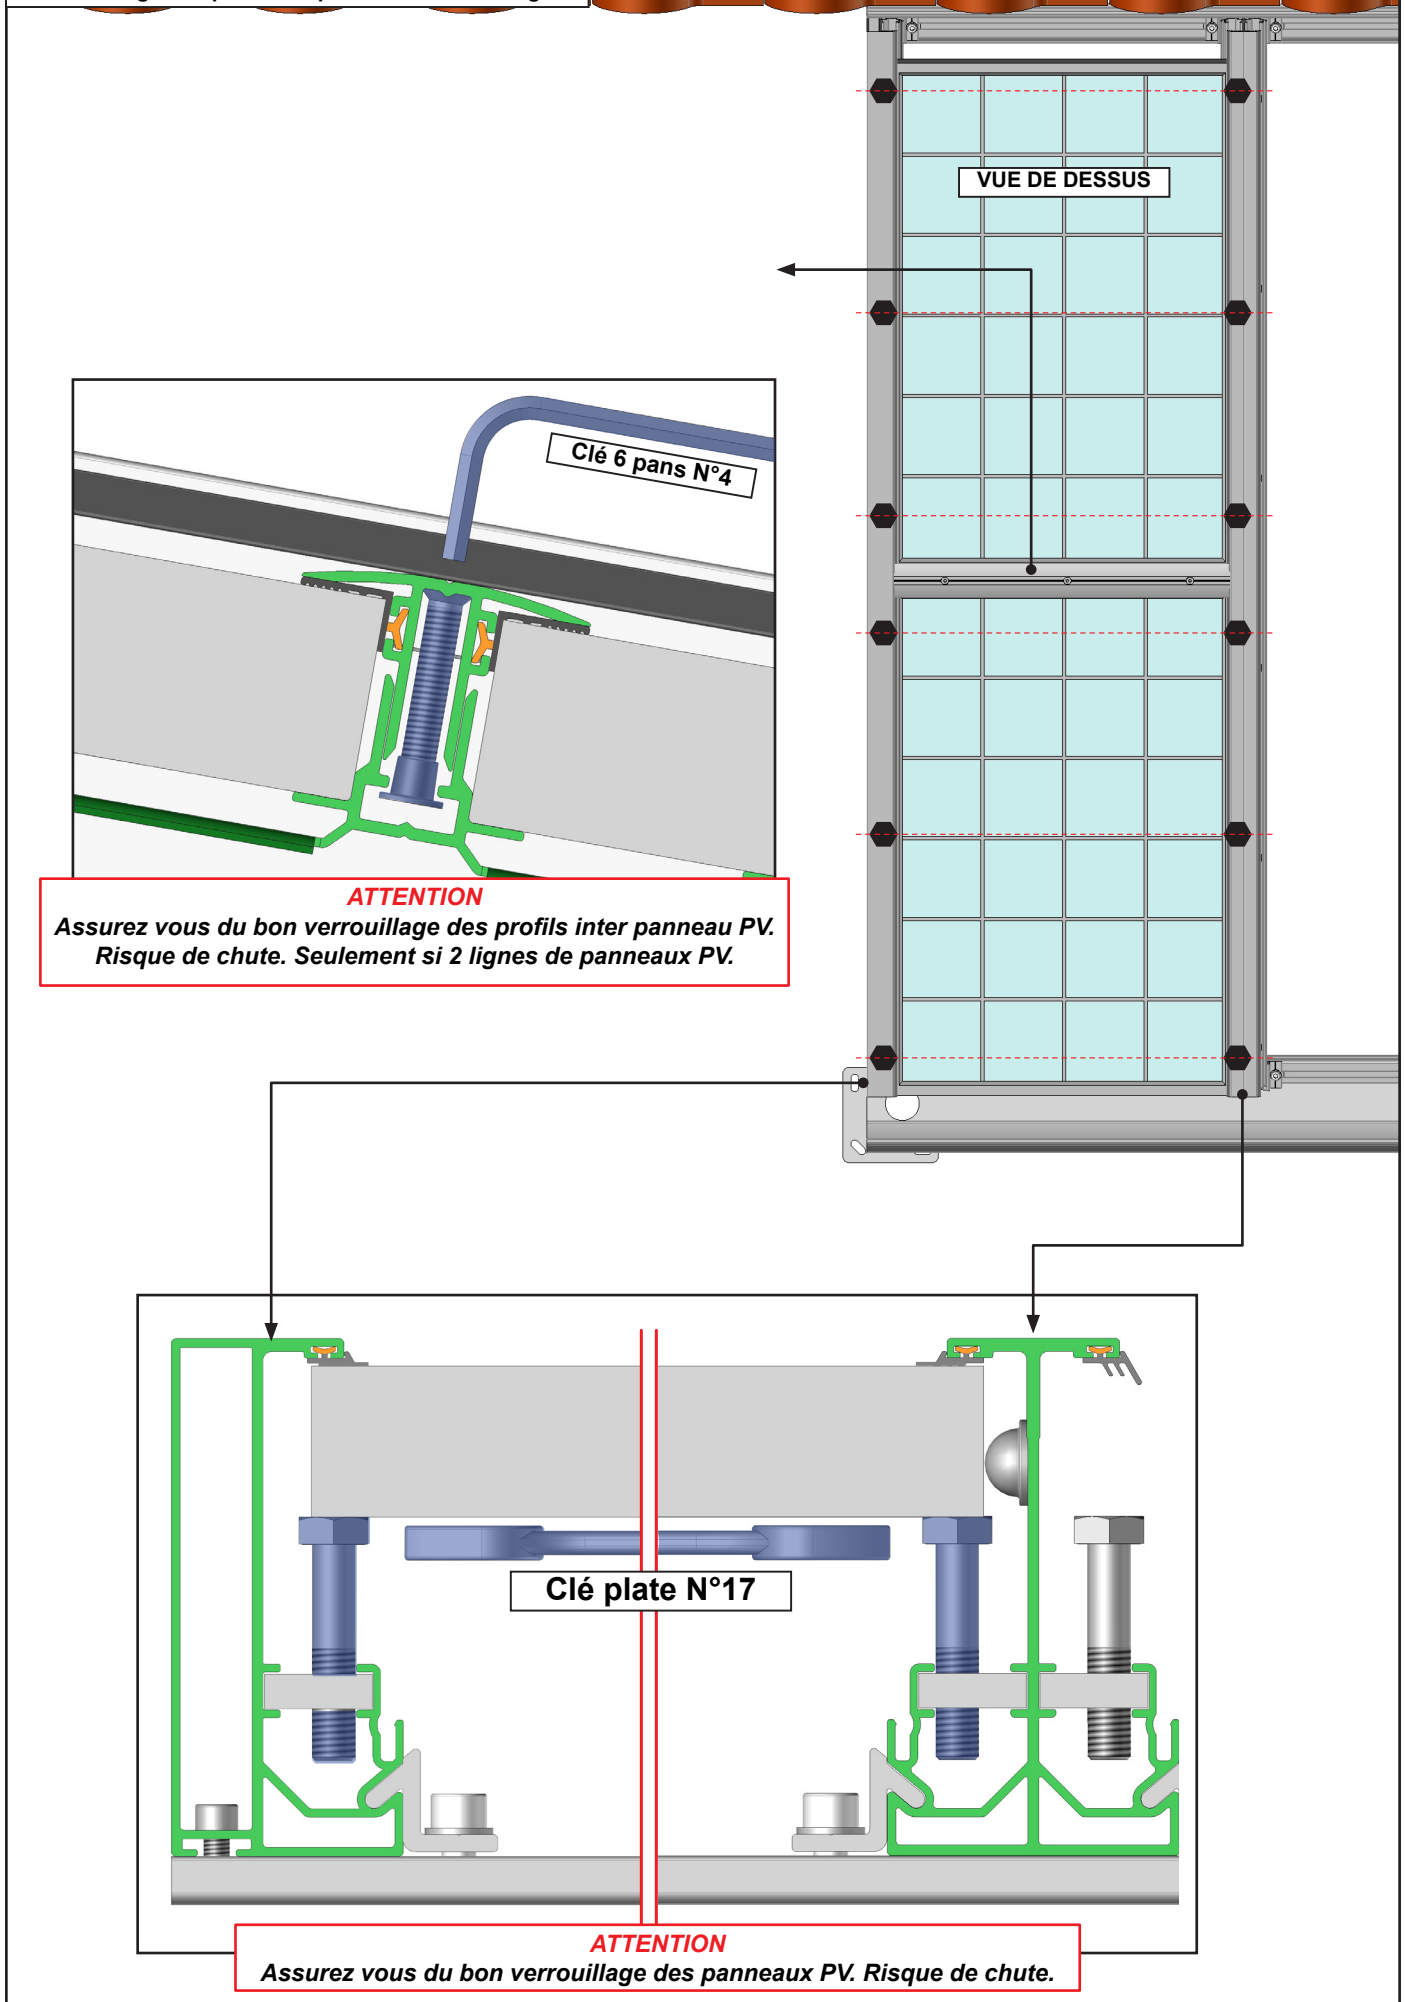 VUE DE DESSUS
Clé 6 pans N°4
ATTENTION
Assurez vous du bon verrouillage des profils inter panneau PV.
Risque de chute. Seulement si 2 lignes de panneaux PV.
Clé plate N°17
ATTENTION
Assurez vous du bon verrouillage des panneaux PV. Risque de chute.